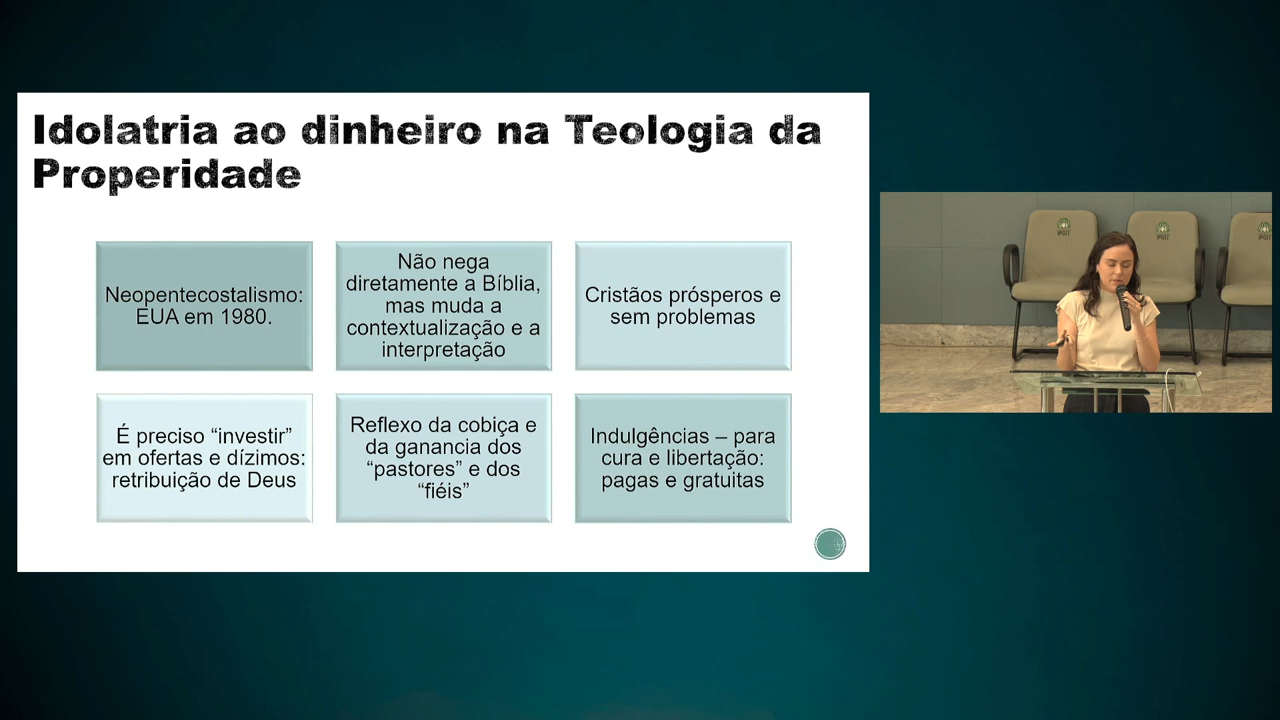 Idolatria ao dinheiro na Teologia da
Properidade
Neopentecostalismo:
EUA em 1980.
Não nega
diretamente a Bíblia,
mas muda a
contextualização e a
interpretação
Cristãos prósperos e
sem problemas
É preciso “investir”
em ofertas e dízimos:
retribuição de Deus
Reflexo da cobiça e
da ganancia dos
“pastores” e dos
“fiéis”
Indulgências – para
cura e libertação:
pagas e gratuitas